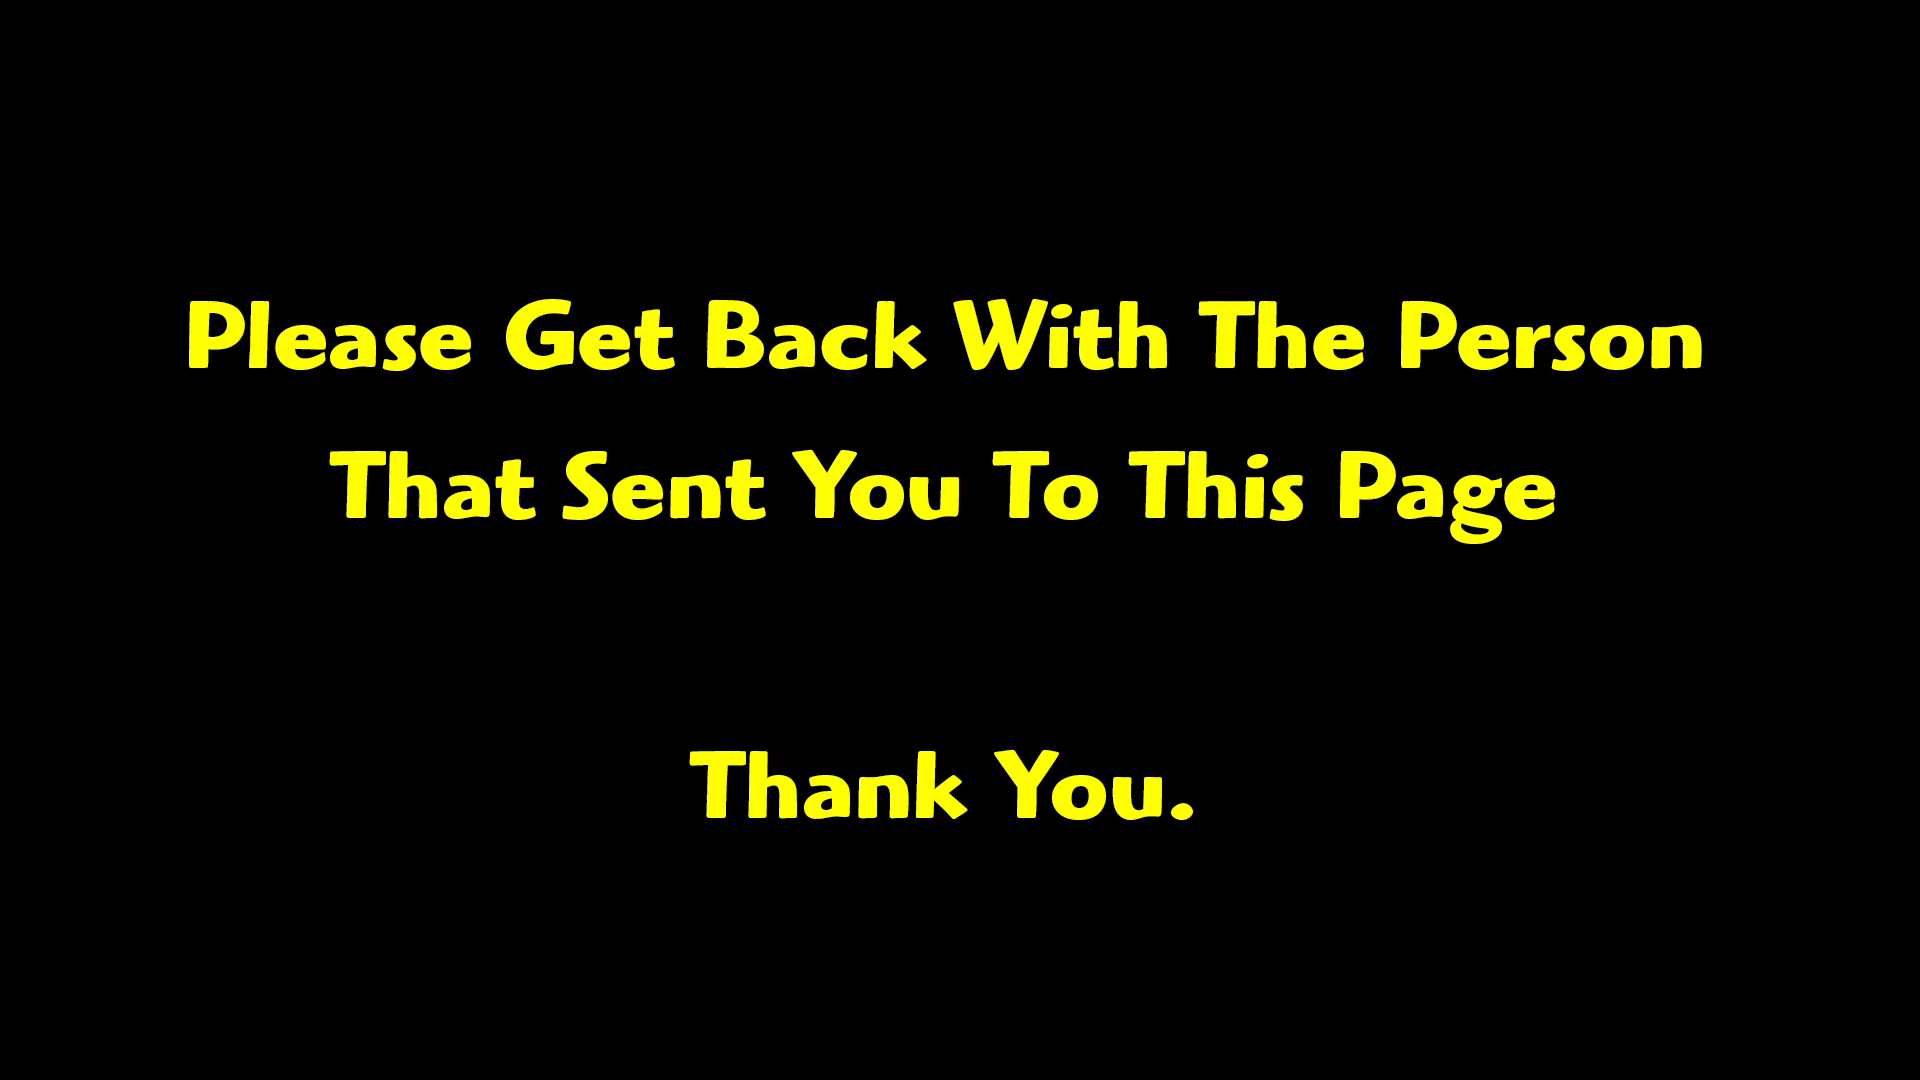 Please Get Back With The Person
That Sent You To This Page
Thank You.